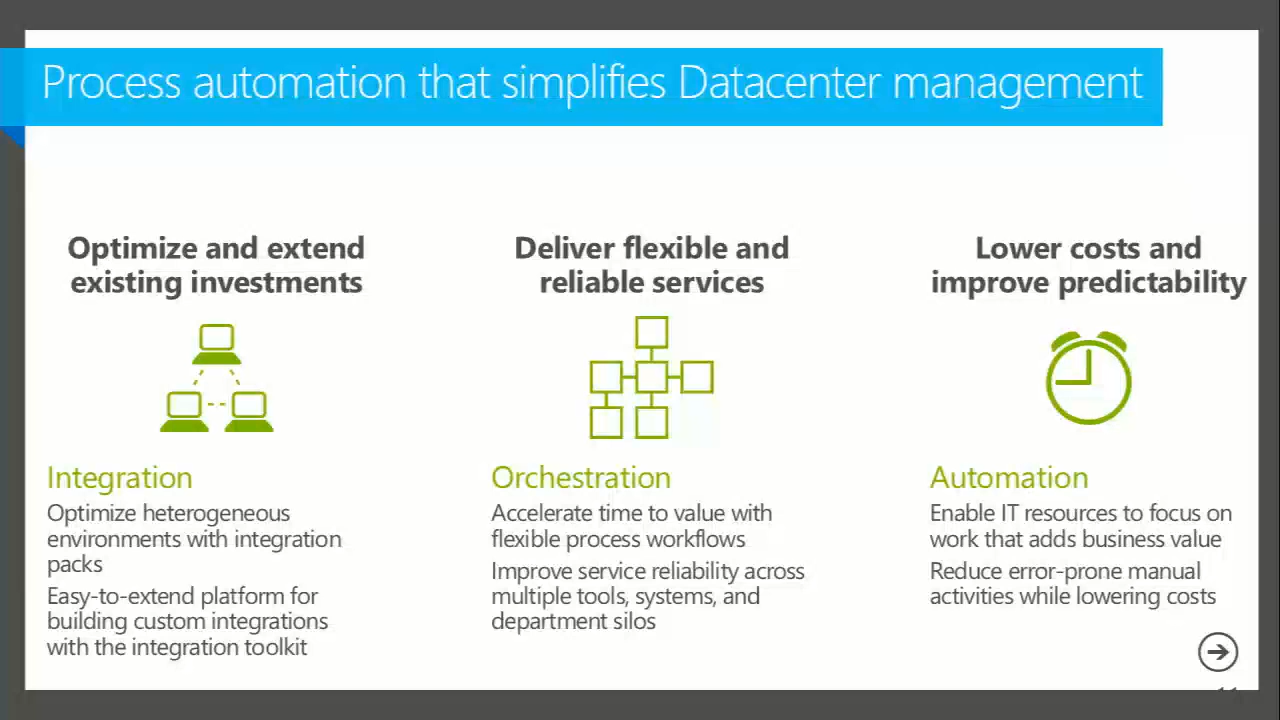 Process automation that simplifies Datacenter management
Optimize and extend
existing investments
Deliver flexible and
reliable services
Lower costs and
improve predictability
Integration
Optimize heterogeneous
environments with integration
packs
Easy-to-extend platform for
building custom integrations
with the integration toolkit
Orchestration
Accelerate time to value with
flexible process workflows
Improve service reliability across
multiple tools, systems, and
department silos
Automation
Enable IT resources to focus on
work that adds business value
Reduce error-prone manual
activities while lowering costs